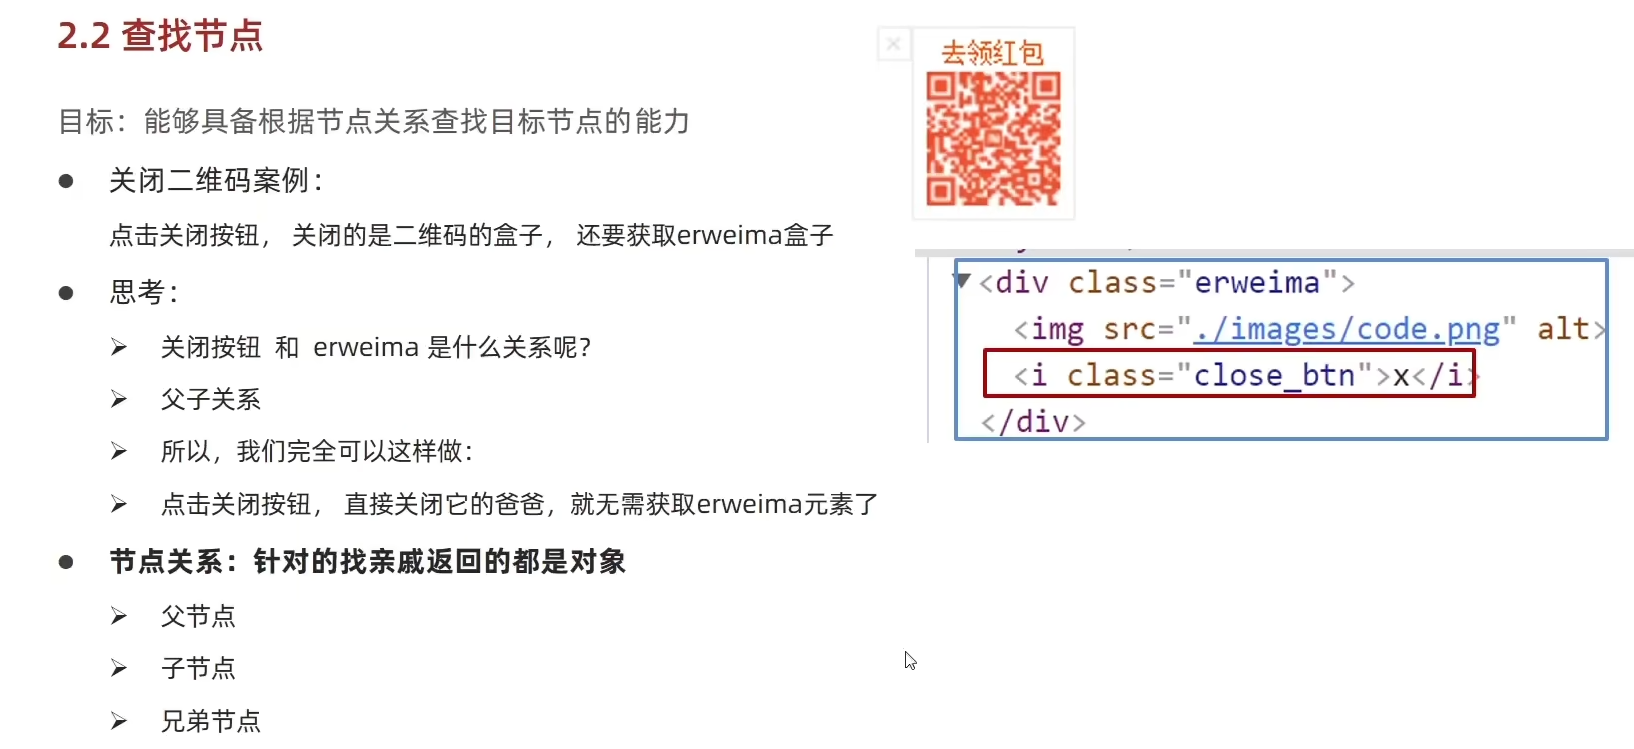 2.2 查找节点
目标：能够具备根据节点关系查找目标节点的能力
● 关闭二维码案例：
点击关闭按钮， 关闭的是二维码的盒子， 还要获取erweima盒子
● 思考：
➢ 关闭按钮 和 erweima 是什么关系呢？
➢ 父子关系
➢ 所以，我们完全可以这样做：
➢ 点击关闭按钮， 直接关闭它的爸爸，就无需获取erweima元素了
● 节点关系：针对的找亲戚返回的都是对象
➢ 父节点
➢ 子节点
➢ 兄弟节点
×
去领红包
▼<div class="erweima">
<img src="./images/code.png" alt>
<i class="close_btn">x</i>
</div>